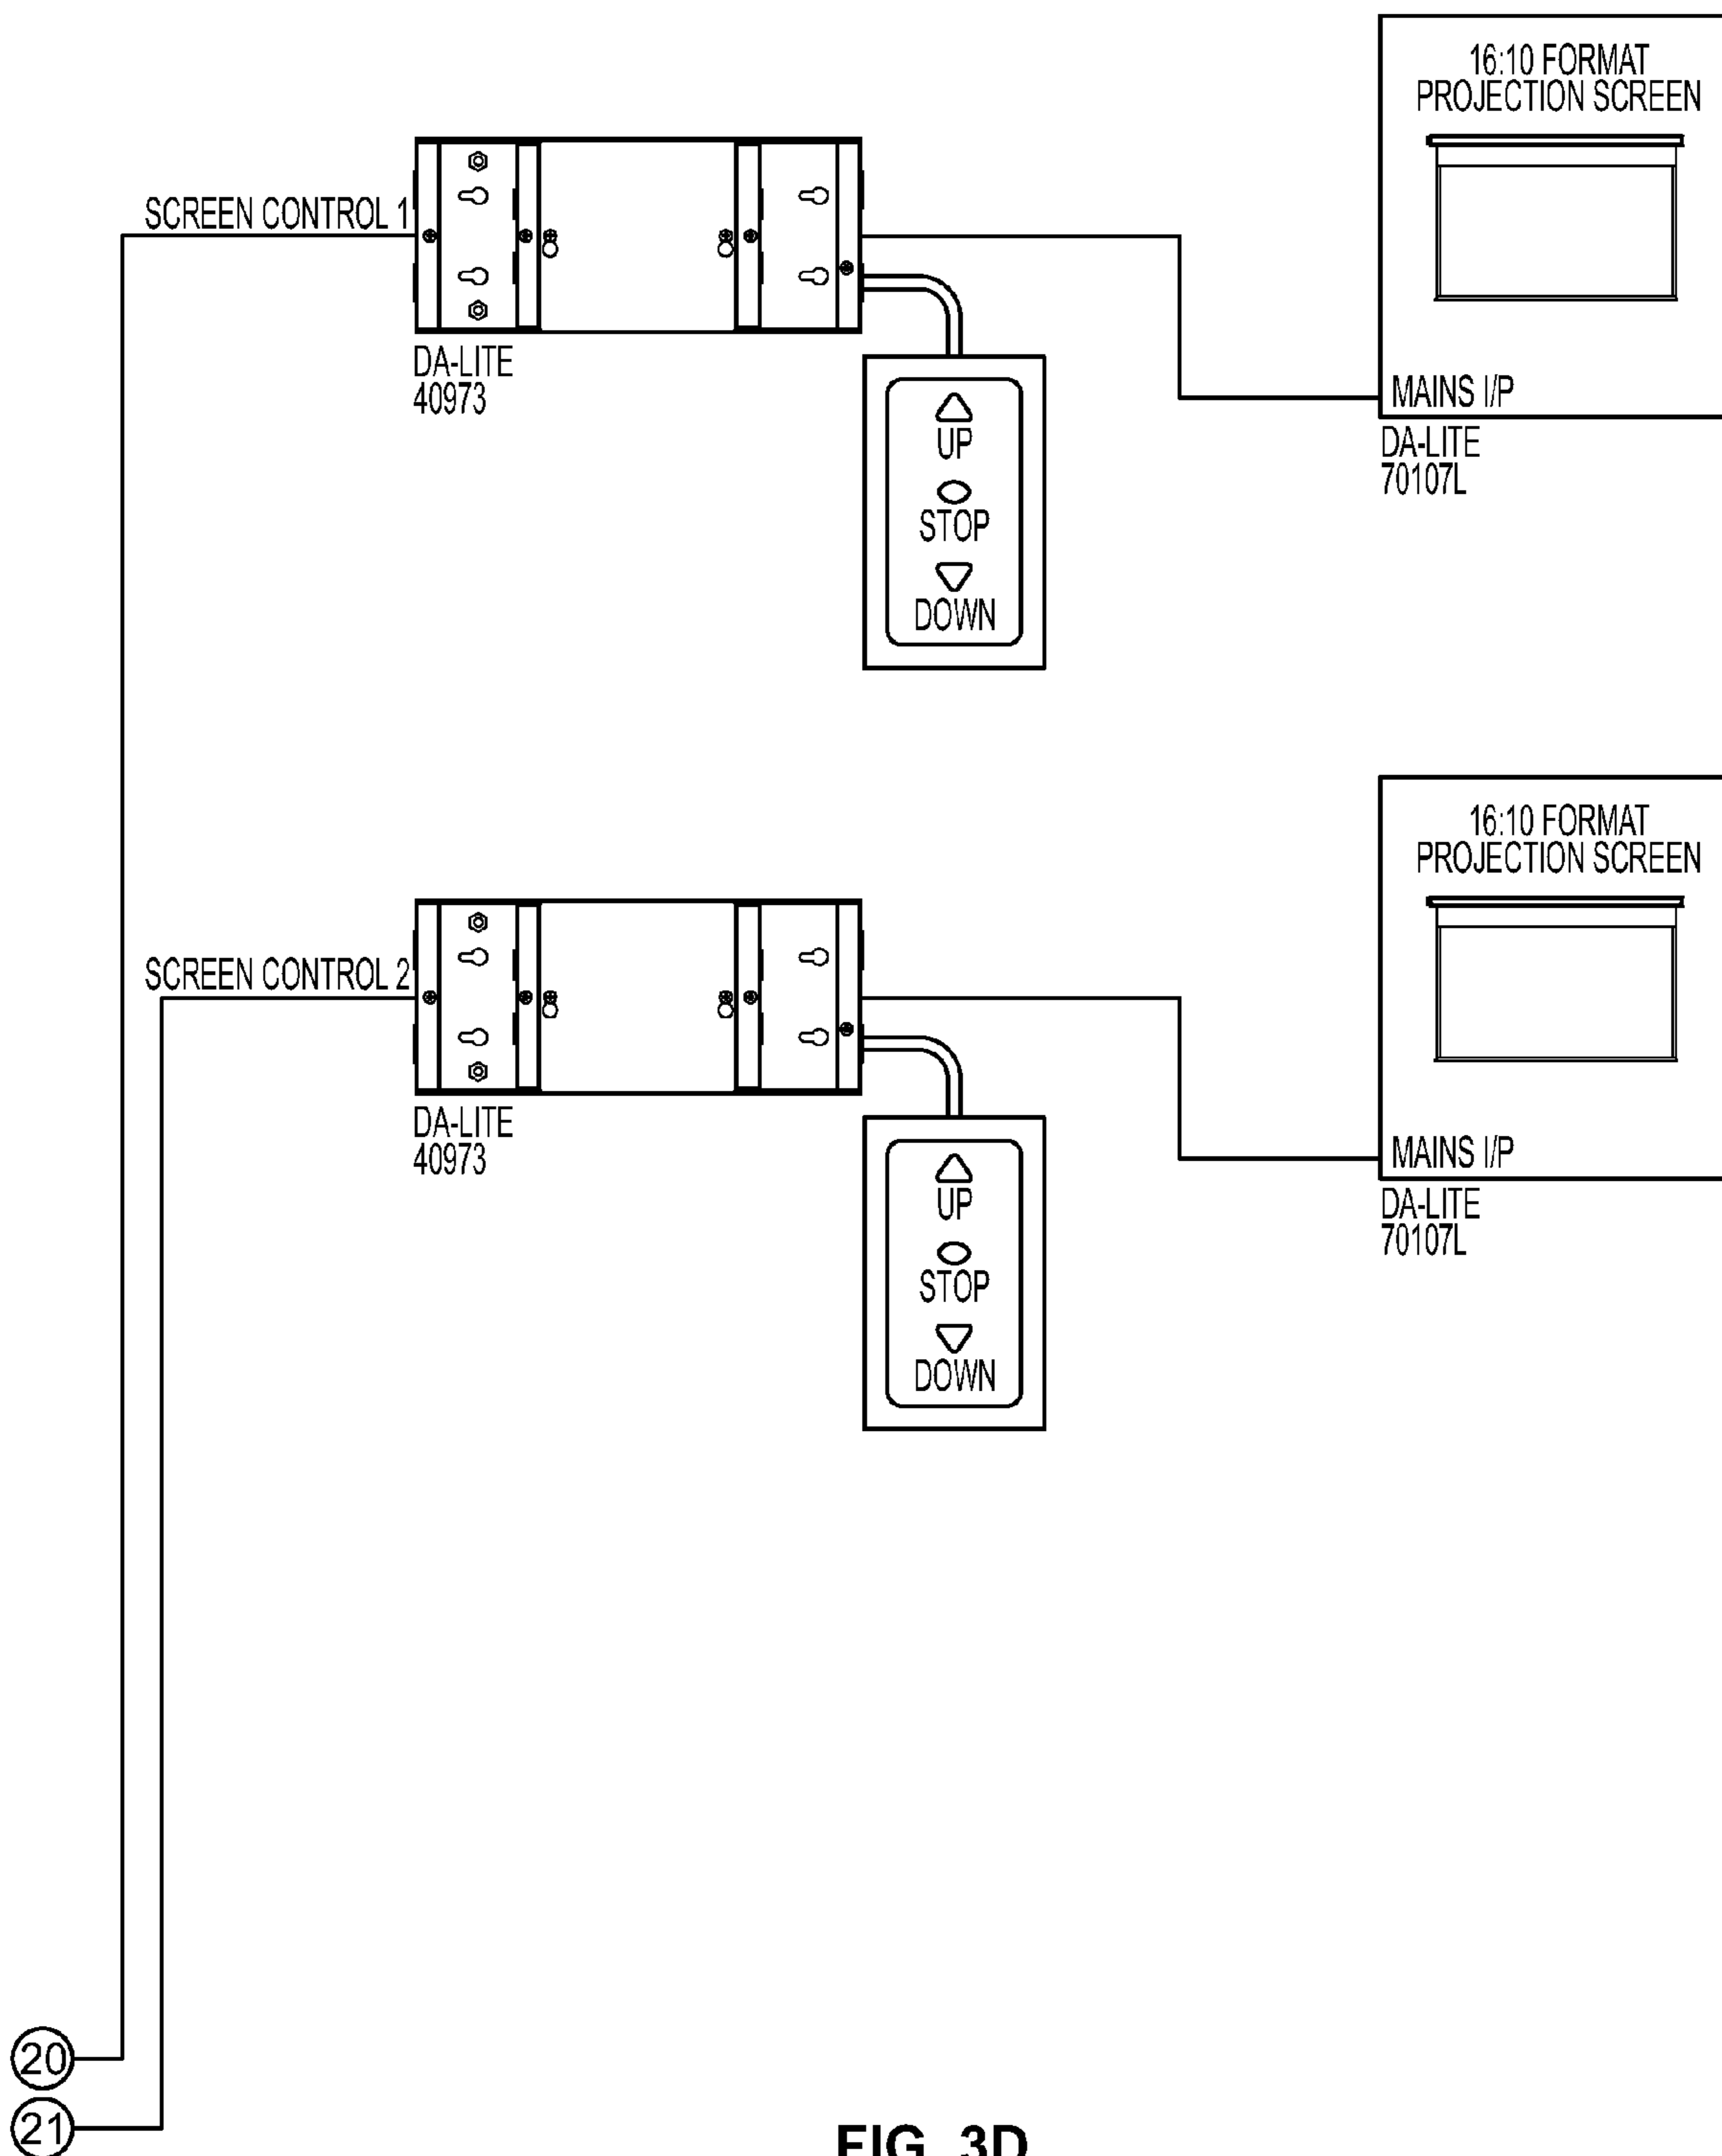 16:10 FORMAT
PROJECTION SCREEN
SCREEN CONTROL 1
DA-LITE
40973
MAINS I/P
UP
STOP
DOWN
DA-LITE
70107L
16:10 FORMAT
PROJECTION SCREEN
SCREEN CONTROL 2
DA-LITE
40973
MAINS I/P
UP
STOP
DOWN
DA-LITE
70107L
20
21
FIG. 3D